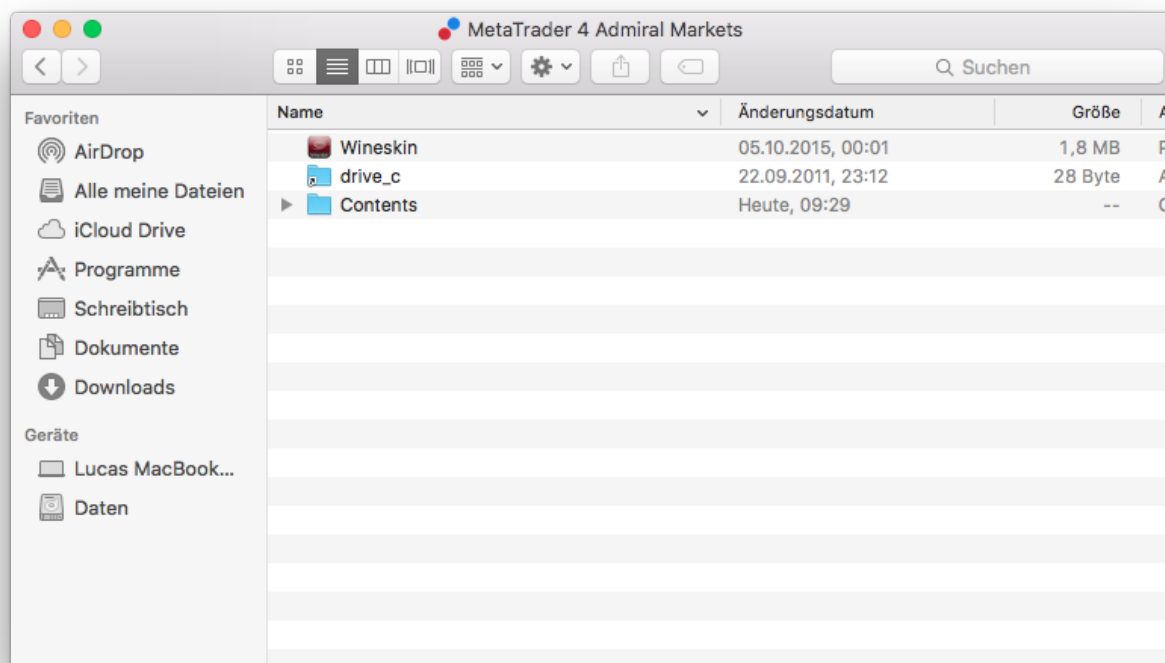 MetaTrader 4 Admiral Markets
Suchen
Favoriten
AirDrop
Alle meine Dateien
iCloud Drive
Programme
Schreibtisch
Dokumente
Downloads
Geräte
Lucas MacBook...
Daten
Name Änderungsdatum Größe
Wineskin 05.10.2015, 00:01 1,8 MB
drive_c 22.09.2011, 23:12 28 Byte
Contents Heute, 09:29 --